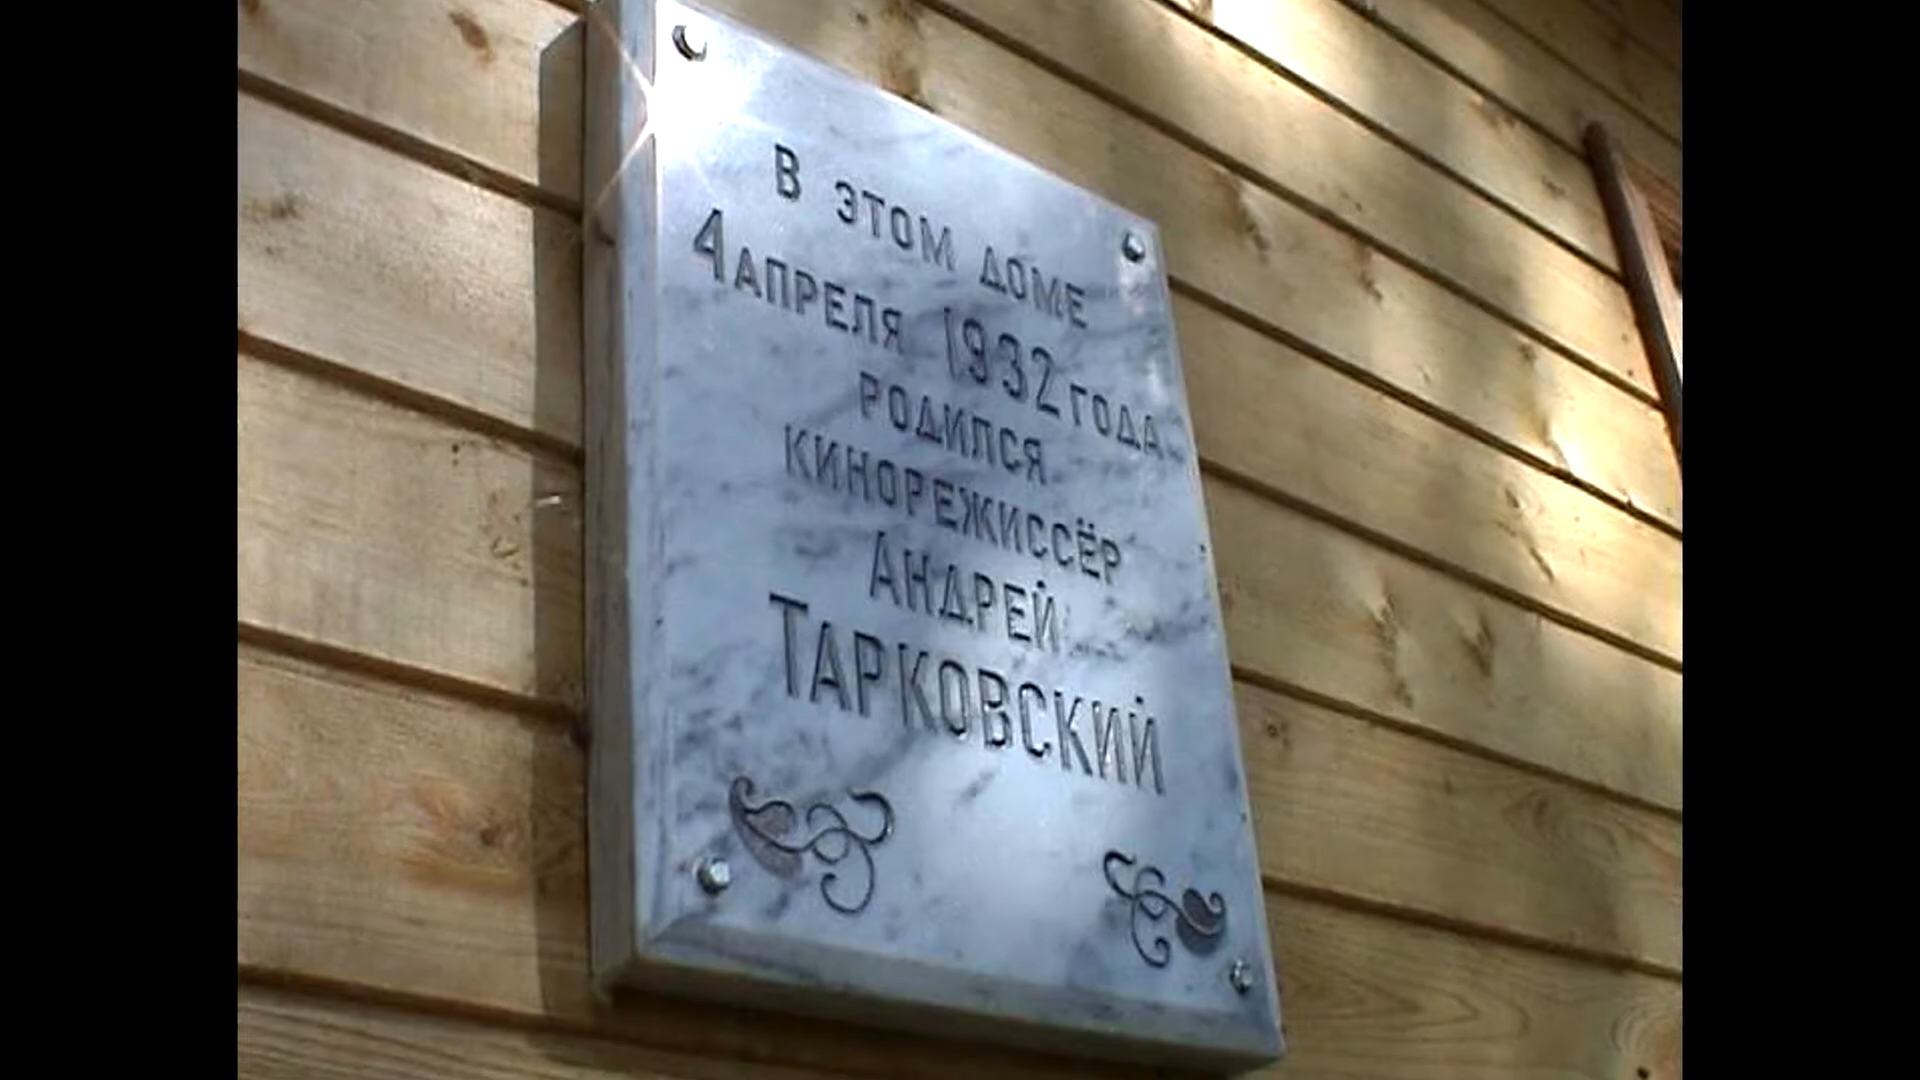 В ЭТОМ ДОМЕ
4 АПРЕЛЯ 1932 ГОДА
РОДИЛСЯ
КИНОРЕЖИССЁР
АНДРЕЙ
ТАРКОВСКИЙ